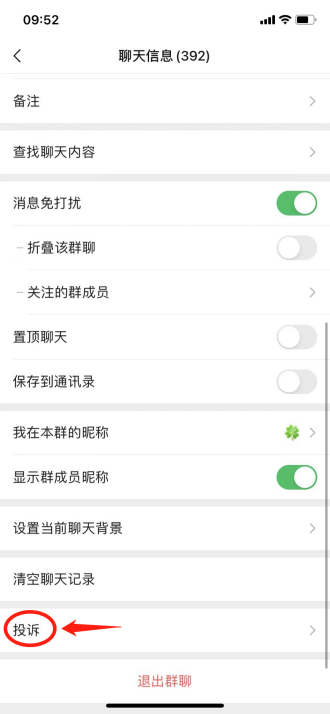 09:52
聊天信息(392)
备注
查找聊天内容
消息免打扰
折叠该群聊
关注的群成员
置顶聊天
保存到通讯录
我在本群的昵称 🍀
显示群成员昵称
设置当前聊天背景
清空聊天记录
投诉
退出群聊